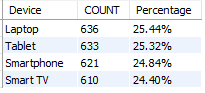 Device COUNT Percentage
Laptop 636 25.44%
Tablet 633 25.32%
Smartphone 621 24.84%
Smart TV 610 24.40%